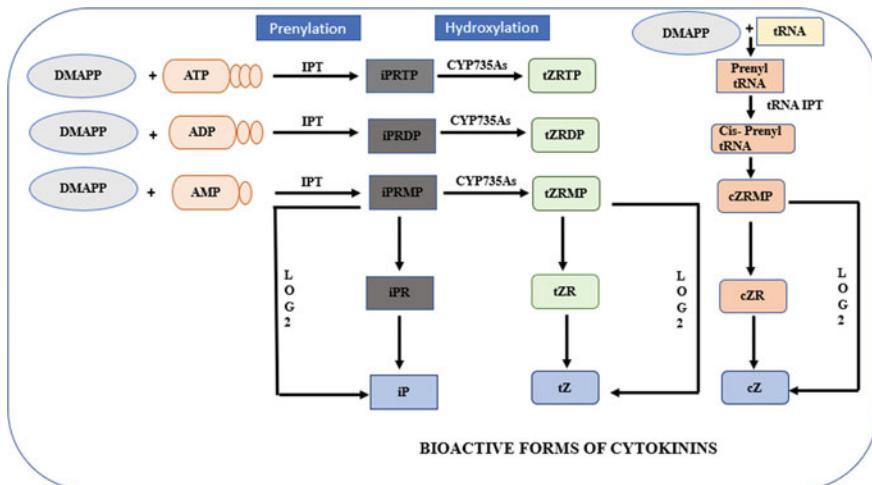 Prenylation
Hydroxylation
DMAPP + tRNA
DMAPP + ATP IPT iPRTP CYP735As tZRTP
Prenyl
tRNA
tRNA IPT
DMAPP + ADP IPT iPRDP CYP735As tZRDP
Cis- Prenyl
tRNA
DMAPP + AMP IPT iPRMP CYP735As tZRMP
cZRMP
L
O
G
2
iPR
tZR
L
O
G
2
cZR
L
O
G
2
iP
tZ
cZ
BIOACTIVE FORMS OF CYTOKININS